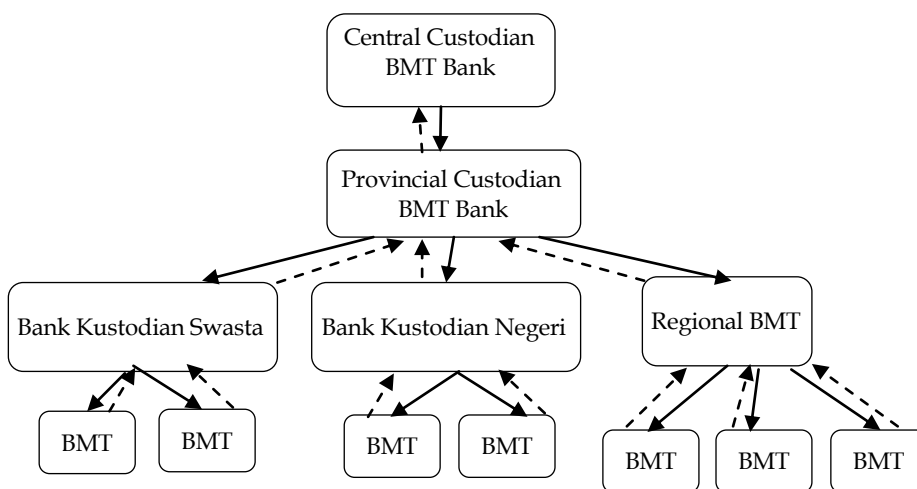 Central Custodian
BMT Bank
Provincial Custodian
BMT Bank
Bank Kustodian Swasta
Bank Kustodian Negeri
Regional BMT
BMT
BMT
BMT
BMT
BMT
BMT
BMT